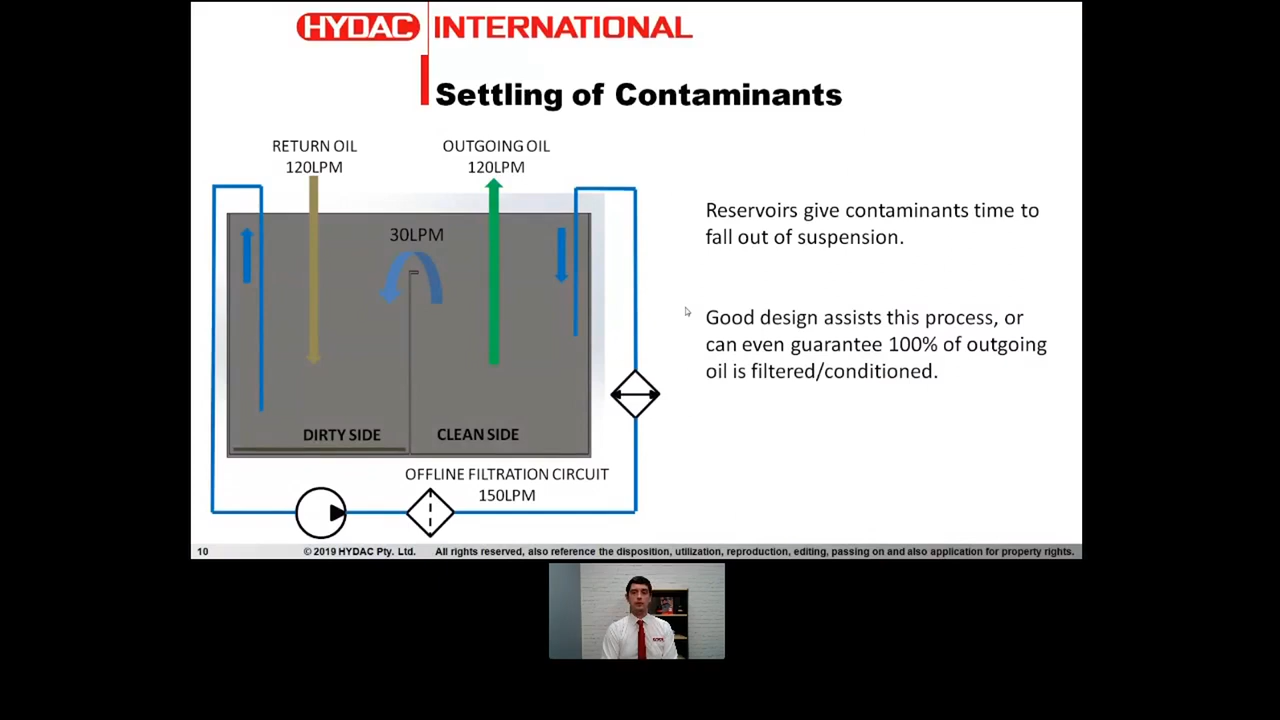 HYDAC INTERNATIONAL
Settling of Contaminants
RETURN OIL
120LPM
OUTGOING OIL
120LPM
30LPM
DIRTY SIDE
CLEAN SIDE
OFFLINE FILTRATION CIRCUIT
150LPM
Reservoirs give contaminants time to
fall out of suspension.
Good design assists this process, or
can even guarantee 100% of outgoing
oil is filtered/conditioned.
10
© 2019 HYDAC Pty. Ltd.
All rights reserved, also reference the disposition, utilization, reproduction, editing, passing on and also application for property rights.